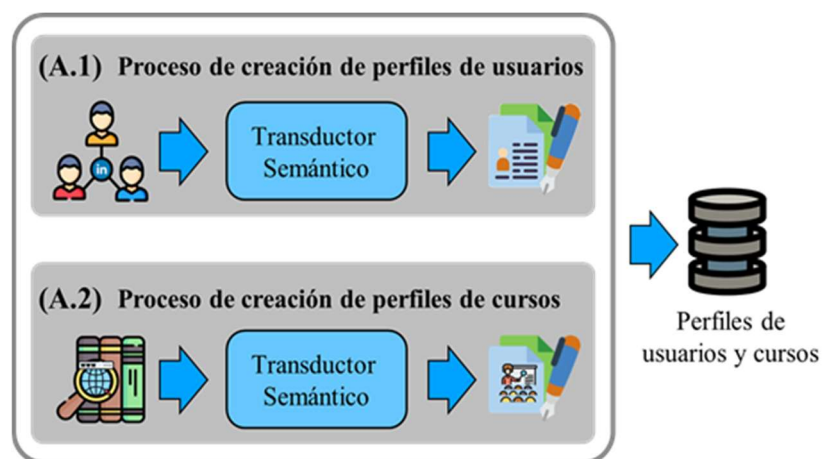 (A.1) Proceso de creación de perfiles de usuarios
in
Transductor
Semántico
(A.2) Proceso de creación de perfiles de cursos
Transductor
Semántico
Perfiles de
usuarios y cursos